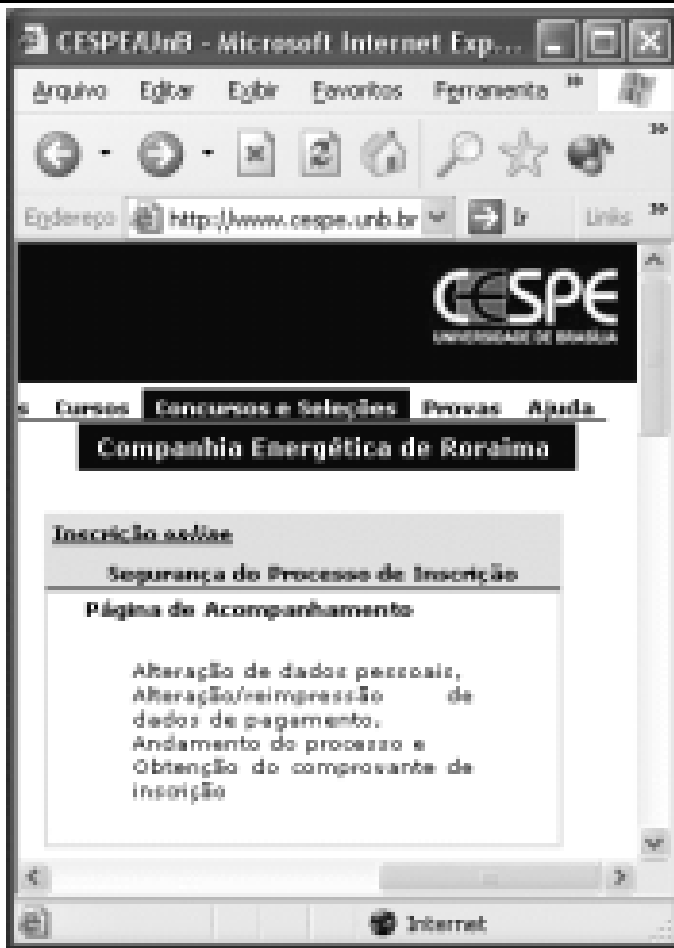 CESPE/UnB - Microsoft Internet Exp...
Arquivo Editar Exibir Favoritos Ferramenta »
»
Endereço http://www.cespe.unb.br Ir Links »
CESPE
UNIVERSIDADE DE BRASÍLIA
s Cursos Concursos e Seleções Provas Ajuda
Companhia Energética de Roraima
Inscrição online
Segurança do Processo de Inscrição
Página de Acompanhamento
Alteração de dados pessoais,
Alteração/reimpressão de
dados de pagamento.
Andamento do processo e
Obtenção do comprovante de
inscrição
Internet